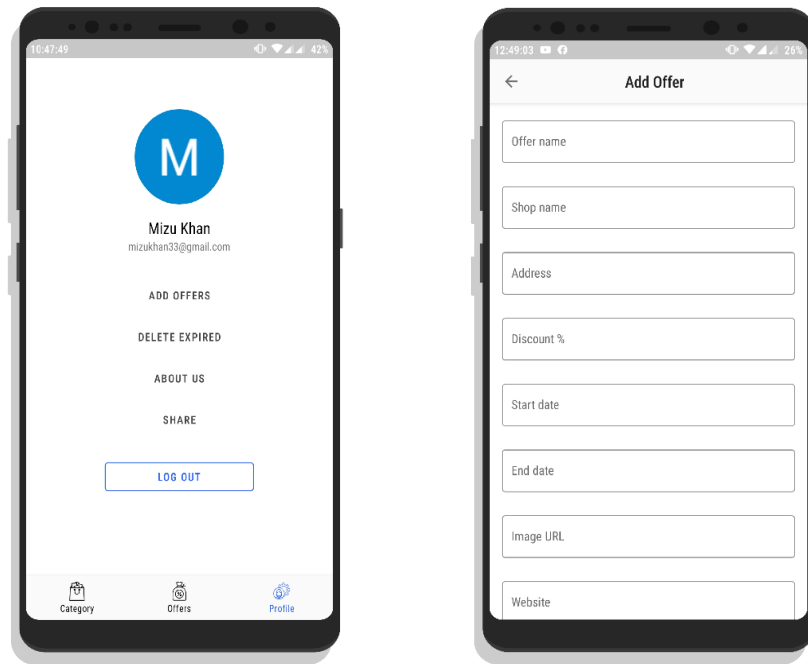 10:47:49 42%
M
Mizu Khan
mizukhan33@gmail.com
ADD OFFERS
DELETE EXPIRED
ABOUT US
SHARE
LOG OUT
Category Offers Profile
12:49:03 26%
Add Offer
Offer name
Shop name
Address
Discount %
Start date
End date
Image URL
Website